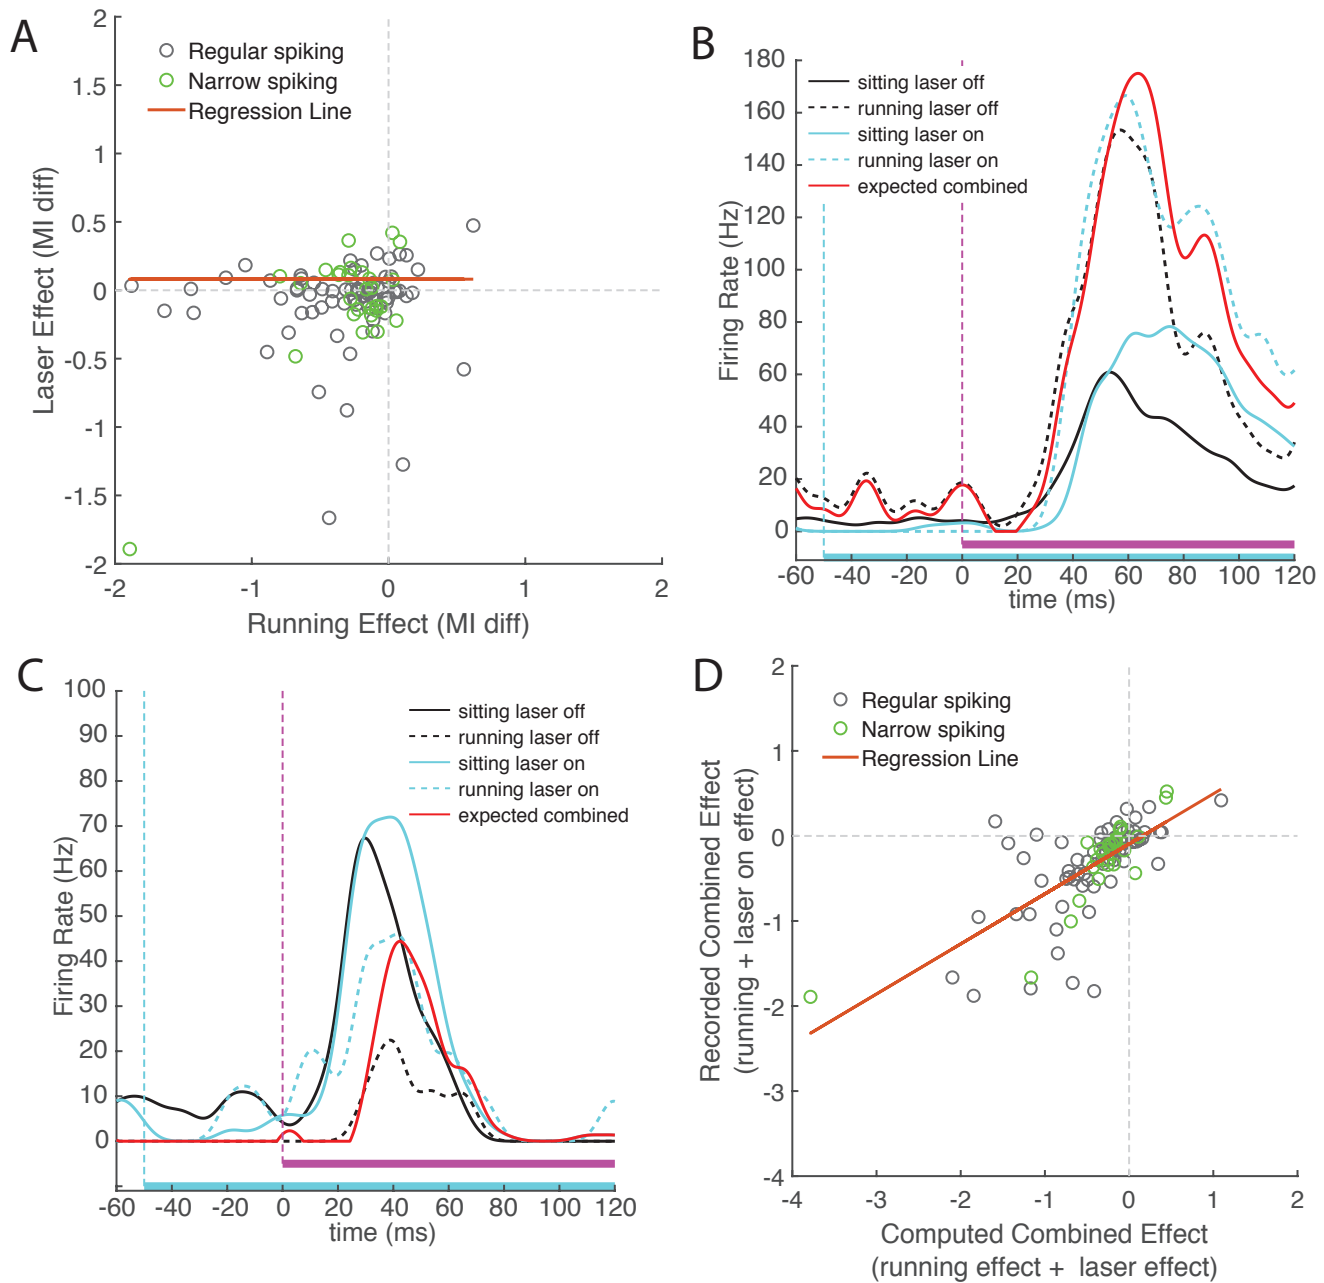 A
2
1.5
1
0.5
0
-0.5
-1
-1.5
-2
-2
-1
0
1
2
Laser Effect (MI diff)
Running Effect (MI diff)
Regular spiking
Narrow spiking
Regression Line
B
180
160
140
120
100
80
60
40
20
0
-60
-40
-20
0
20
40
60
80
100
120
Firing Rate (Hz)
time (ms)
sitting laser off
running laser off
sitting laser on
running laser on
expected combined
C
100
90
80
70
60
50
40
30
20
10
0
-60
-40
-20
0
20
40
60
80
100
120
Firing Rate (Hz)
time (ms)
sitting laser off
running laser off
sitting laser on
running laser on
expected combined
D
2
1
0
-1
-2
-3
-4
-4
-3
-2
-1
0
1
2
Recorded Combined Effect
(running + laser on effect)
Computed Combined Effect
(running effect + laser effect)
Regular spiking
Narrow spiking
Regression Line